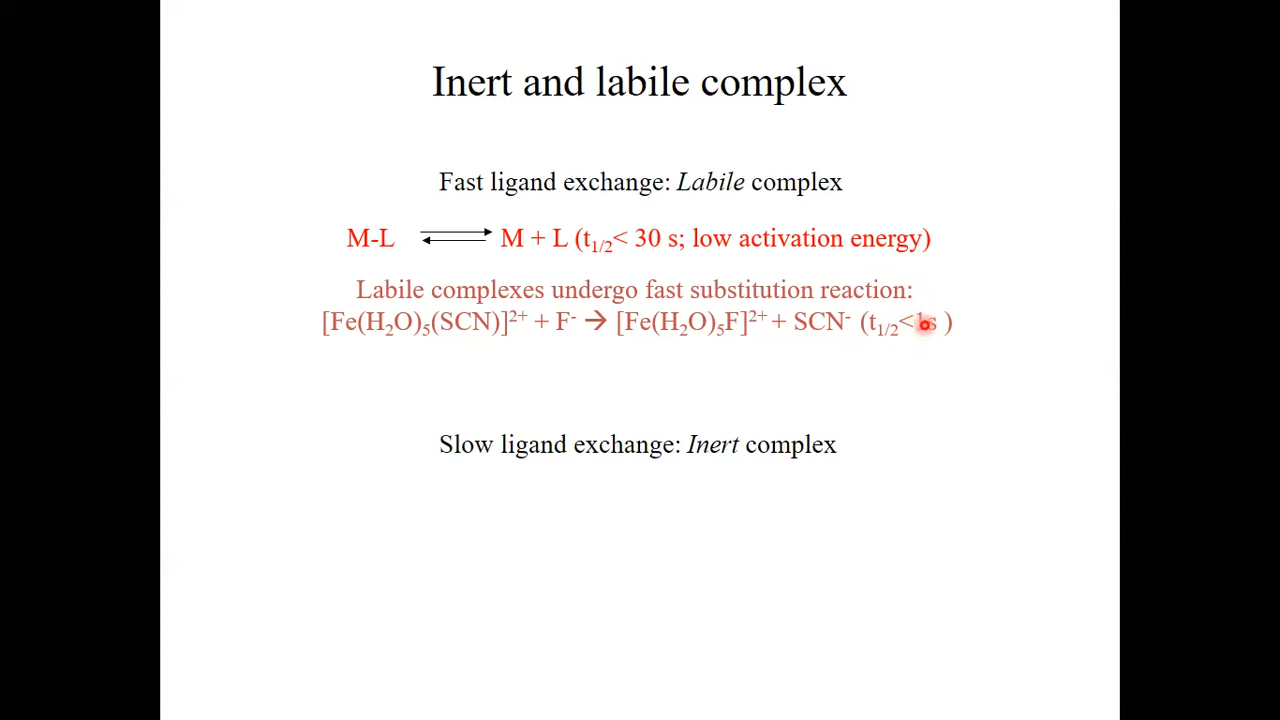 Inert and labile complex
Fast ligand exchange: Labile complex
M-L ⇌ M + L (t1/2< 30 s; low activation energy)
Labile complexes undergo fast substitution reaction:
[Fe(H2O)5(SCN)]2+ + F- → [Fe(H2O)5F]2+ + SCN- (t1/2<1s )
Slow ligand exchange: Inert complex